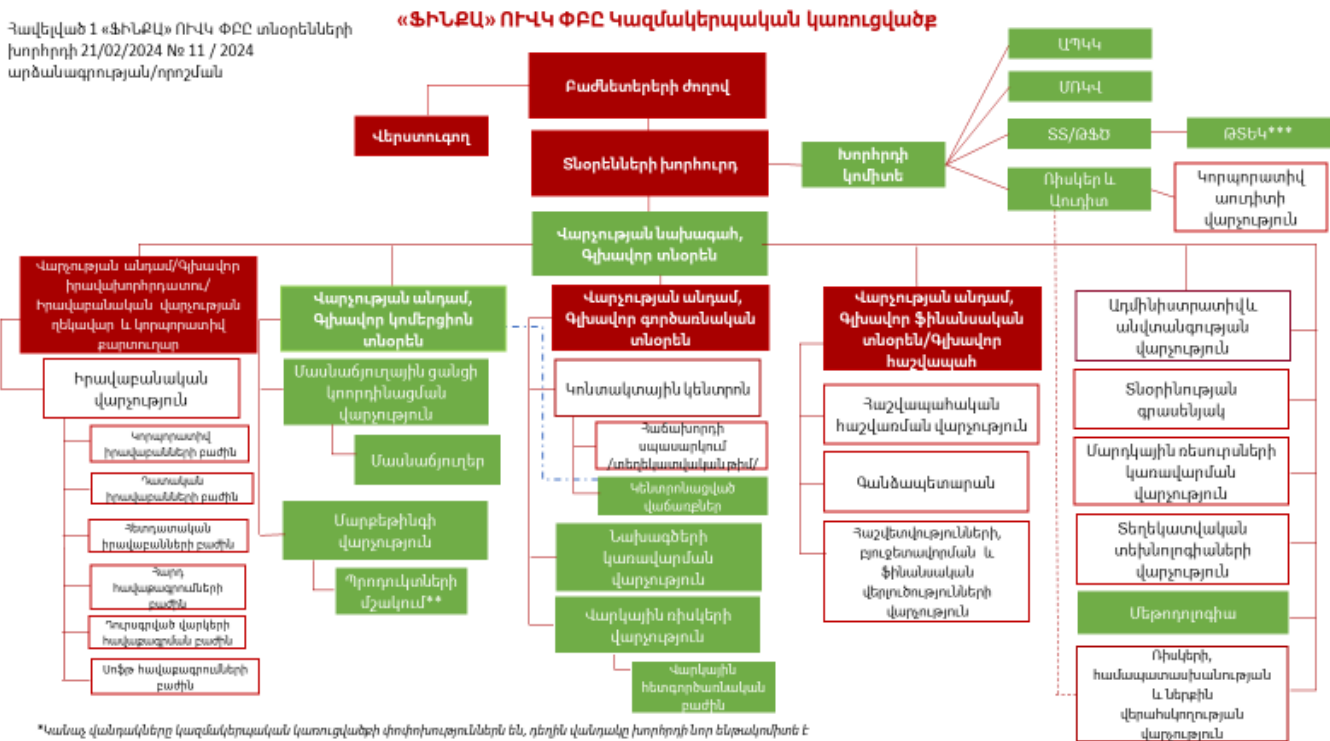 «ՖԻՆՔԱ» ՈՒՎԿ ՓԲԸ Կազմակերպական կառուցվածք
Հավելված 1 «ՖԻՆՔԱ» ՈՒՎԿ ՓԲԸ տնօրենների
խորհրդի 21/02/2024 № 11 / 2024
արձանագրության/որոշման
Բաժնետերերի ժողով
Վերստուգող
Տնօրենների խորհուրդ
Խորհրդի
կոմիտե
ԱՊԿԿ
ՄՌԿՎ
ՏՏ/ԹՖԾ
ԹՏԵԿ***
Ռիսկեր և
Աուդիտ
Կորպորատիվ
աուդիտի
վարչություն
Վարչության նախագահ,
Գլխավոր տնօրեն
Վարչության անդամ/Գլխավոր
իրավախորհրդատու/
Իրավաբանական վարչության
ղեկավար և կորպորատիվ
քարտուղար
Իրավաբանական
վարչություն
Կորպորատիվ
իրավաբանների բաժին
Դատական
իրավաբանների բաժին
Հետդատական
իրավաբանների բաժին
Հարդ
հավաքագրումների
բաժին
Դուրսգրված վարկերի
հավաքագրման բաժին
Սոֆթ հավաքագրումների
բաժին
Վարչության անդամ,
Գլխավոր կոմերցիոն
տնօրեն
Մասնաճյուղային ցանցի
կոորդինացման
վարչություն
Մասնաճյուղեր
Մարքեթինգի
վարչություն
Պրոդուկտների
մշակում**
Վարչության անդամ,
Գլխավոր գործառնական
տնօրեն
Կոնտակտային կենտրոն
Հաճախորդի
սպասարկում
/տեղեկատվական թիմ/
Կենտրոնացված
վաճառքներ
Նախագծերի
կառավարման
վարչություն
Վարկային ռիսկերի
վարչություն
Վարկային
հետգործառնական
բաժին
Վարչության անդամ,
Գլխավոր ֆինանսական
տնօրեն/Գլխավոր
հաշվապահ
Հաշվապահական
հաշվառման վարչություն
Գանձապետարան
Հաշվետվությունների,
բյուջետավորման և
ֆինանսական
վերլուծությունների
վարչություն
Ադմինիստրատիվ և
անվտանգության
վարչություն
Տնօրինության
գրասենյակ
Մարդկային ռեսուրսների
կառավարման
վարչություն
Տեղեկատվական
տեխնոլոգիաների
վարչություն
Մեթոդոլոգիա
Ռիսկերի,
համապատասխանության
և ներքին
վերահսկողության
վարչություն
*Կանաչ վանդակները կազմակերպական կառուցվածքի փոփոխություններն են, դեղին վանդակը խորհրդի նոր ենթակոմիտե է